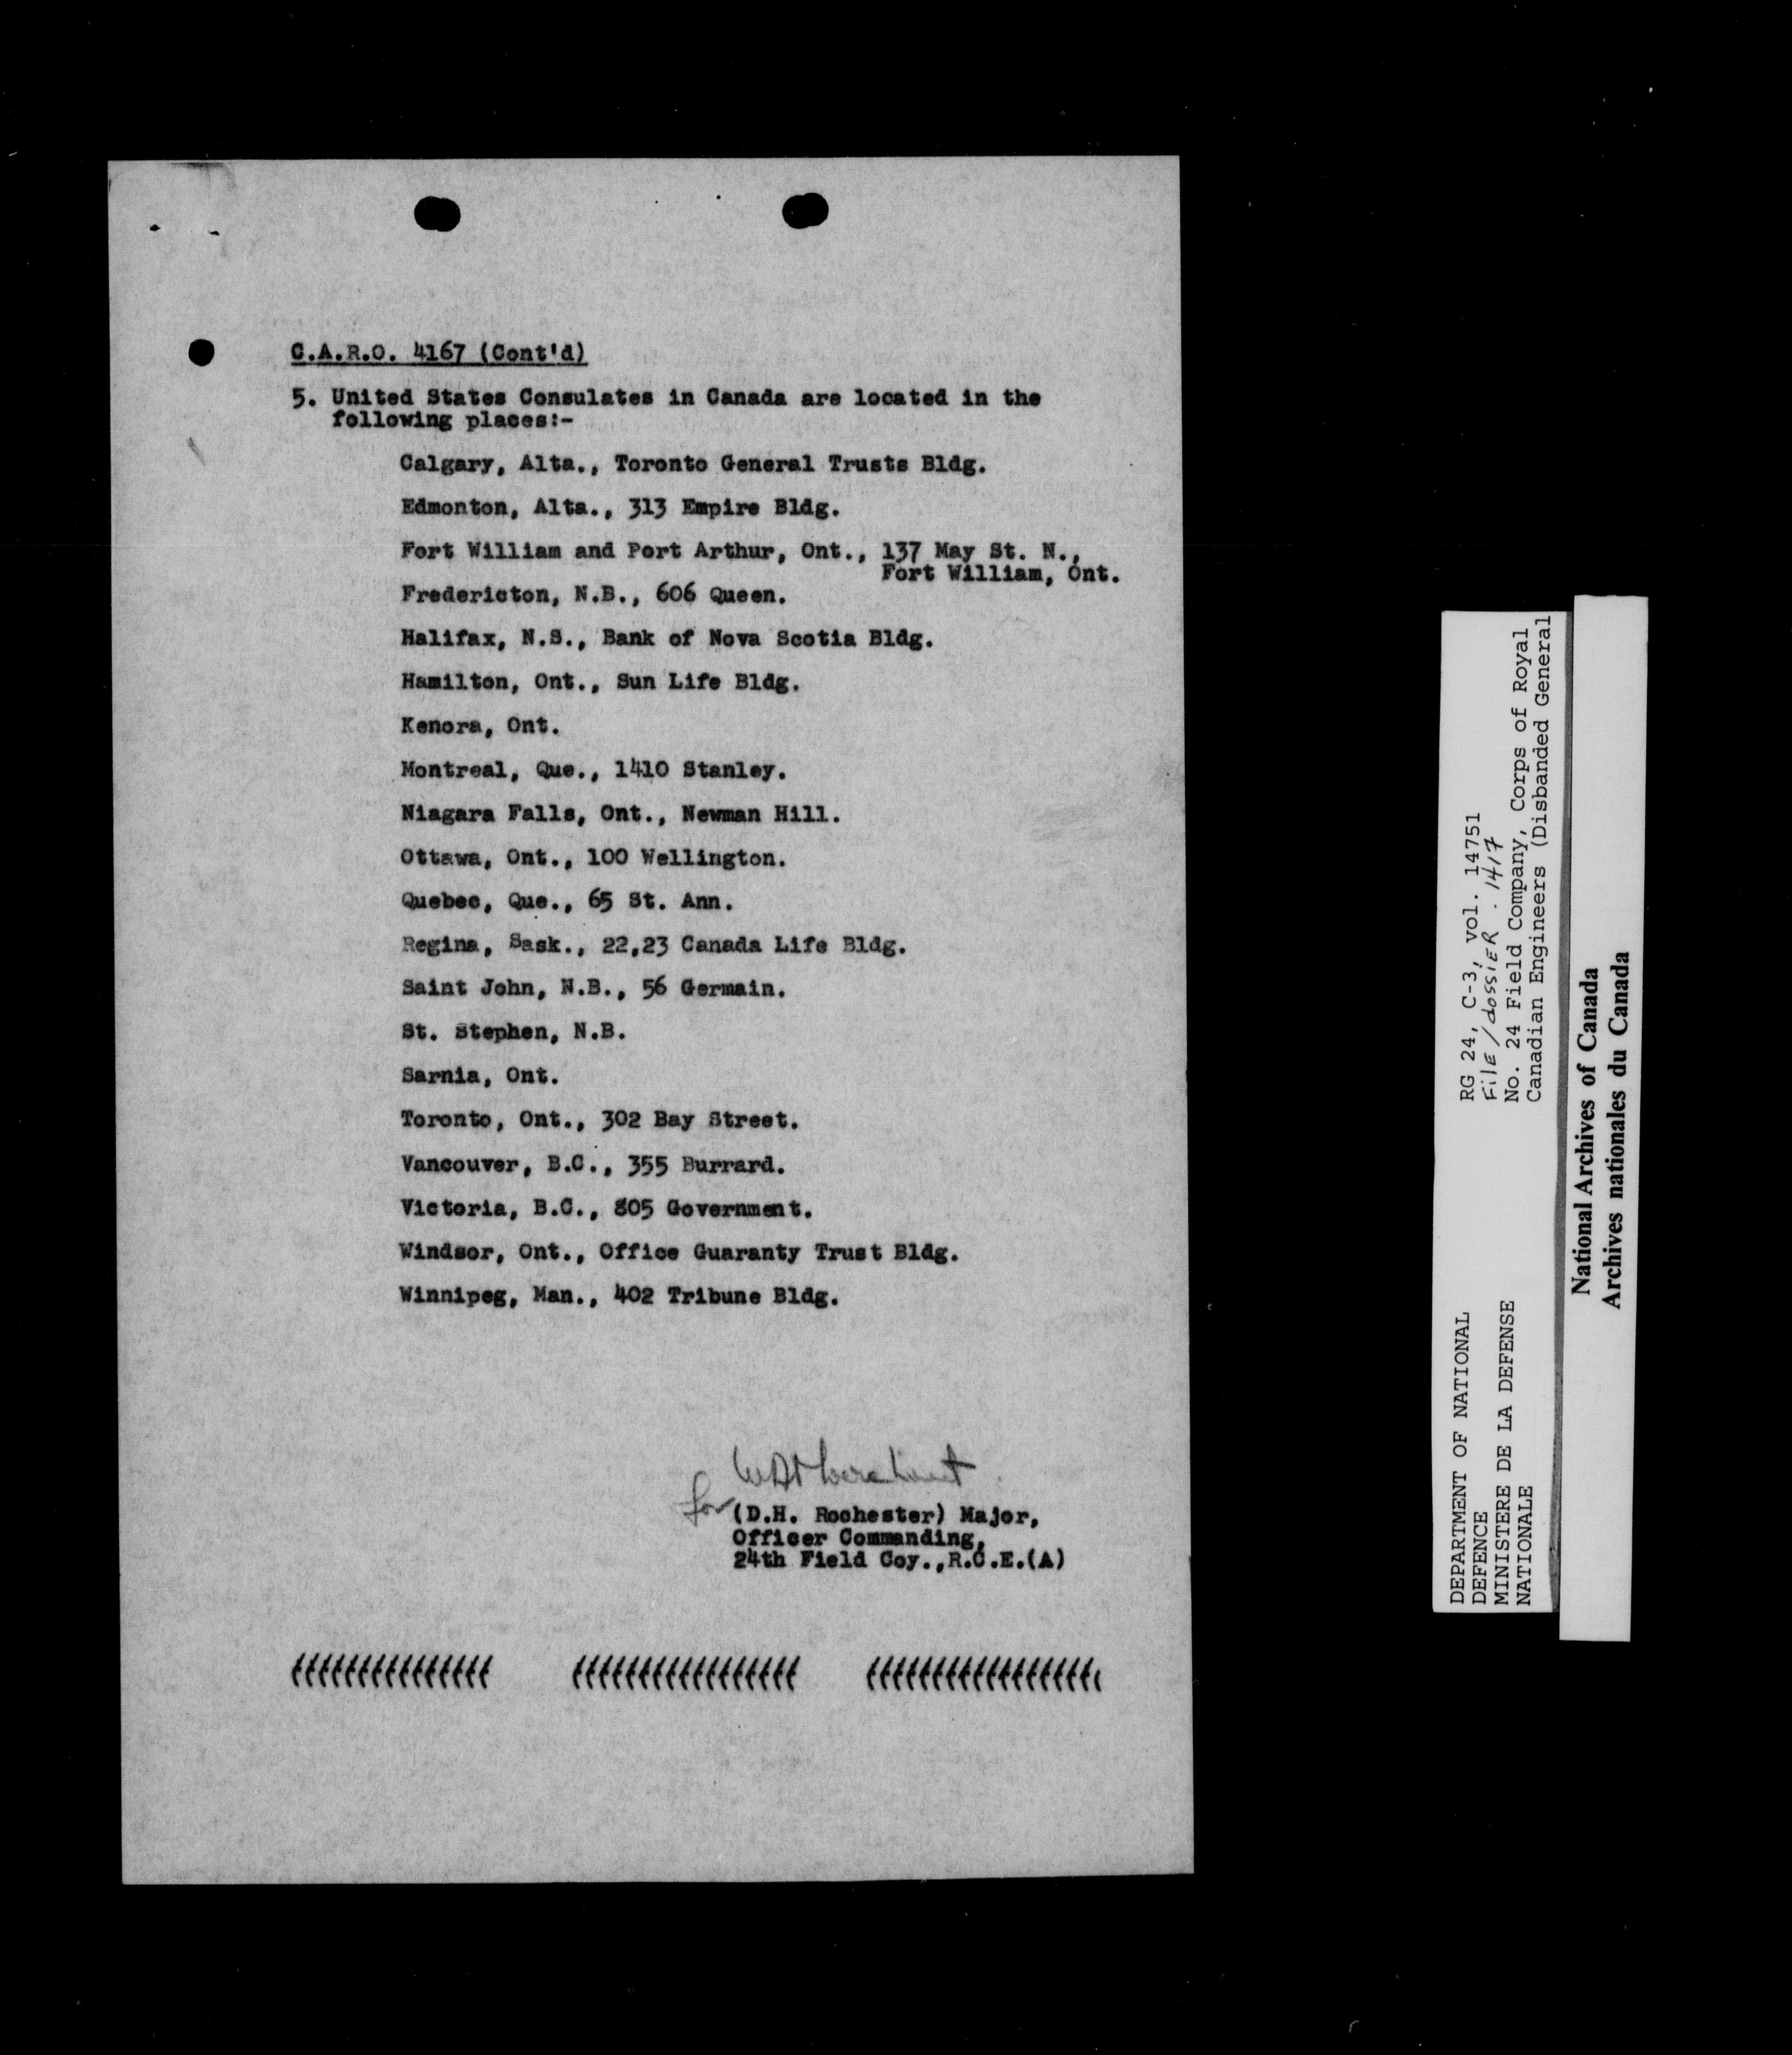 C.A.R.O. 4167 (Cont'd)
5. United States Consulates in Canada are located in the
following places:-
Calgary, Alta., Toronto General Trusts Bldg.
Edmonton, Alta., 313 Empire Bldg.
Fort William and Port Arthur, Ont., 137 May St. N.,
Fort William, Ont.
Fredericton, N.B., 606 Queen.
Halifax, N.S., Bank of Nova Scotia Bldg.
Hamilton, Ont., Sun Life Bldg.
Kenora, Ont.
Montreal, Que., 1410 Stanley.
Niagara Falls, Ont., Newman Hill.
Ottawa, Ont., 100 Wellington.
Quebec, Que., 65 St. Ann.
Regina, Sask., 22,23 Canada Life Bldg.
Saint John, N.B., 56 Germain.
St. Stephen, N.B.
Sarnia, Ont.
Toronto, Ont., 302 Bay Street.
Vancouver, B.C., 355 Burrard.
Victoria, B.C., 805 Government.
Windsor, Ont., Office Guaranty Trust Bldg.
Winnipeg, Man., 402 Tribune Bldg.
for
(D.H. Rochester) Major,
Officer Commanding,
24th Field Coy.,R.C.E.(A)
DEPARTMENT OF NATIONAL
DEFENCE
MINISTERE DE LA DEFENSE
NATIONALE
RG 24, C-3, vol. 14751
FILE/dossier. 1417
No. 24 Field Company, Corps of Royal
Canadian Engineers (Disbanded General
National Archives of Canada
Archives nationales du Canada